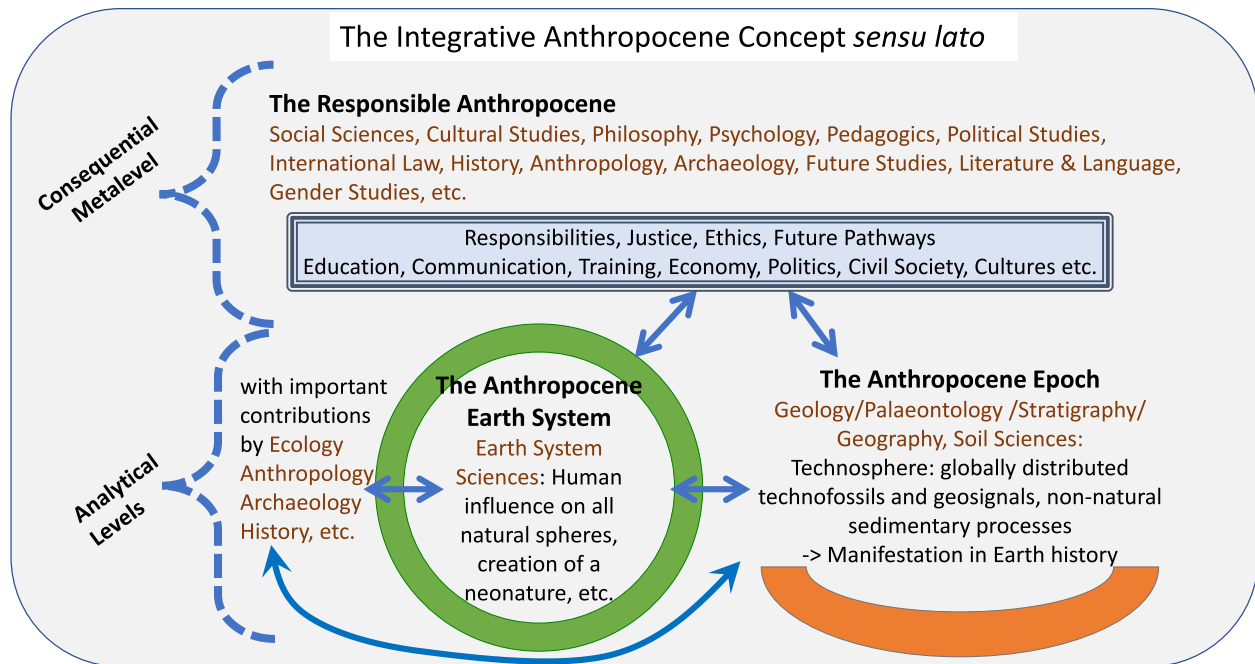 The Integrative Anthropocene Concept sensu lato
Consequential
Metalevel
The Responsible Anthropocene
Social Sciences, Cultural Studies, Philosophy, Psychology, Pedagogics, Political Studies,
International Law, History, Anthropology, Archaeology, Future Studies, Literature & Language,
Gender Studies, etc.
Responsibilities, Justice, Ethics, Future Pathways
Education, Communication, Training, Economy, Politics, Civil Society, Cultures etc.
Analytical
Levels
with important
contributions
by Ecology
Anthropology
Archaeology
History, etc.
The Anthropocene
Earth System
Earth System
Sciences: Human
influence on all
natural spheres,
creation of a
neonature, etc.
The Anthropocene Epoch
Geology/Palaeontology /Stratigraphy/
Geography, Soil Sciences:
Technosphere: globally distributed
technofossils and geosignals, non-natural
sedimentary processes
-> Manifestation in Earth history